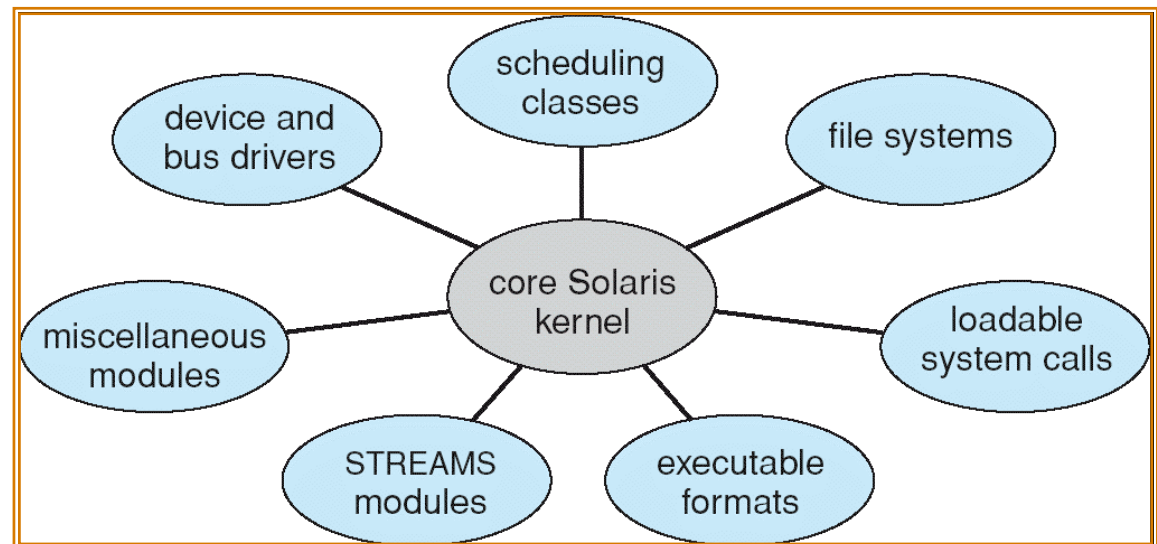 scheduling
classes
file systems
loadable
system calls
executable
formats
STREAMS
modules
miscellaneous
modules
device and
bus drivers
core Solaris
kernel